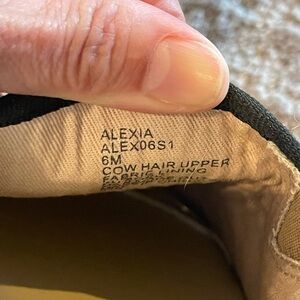 ALEXIA
ALEX06S1
6M
COW HAIR UPPER
FABRIC LINING